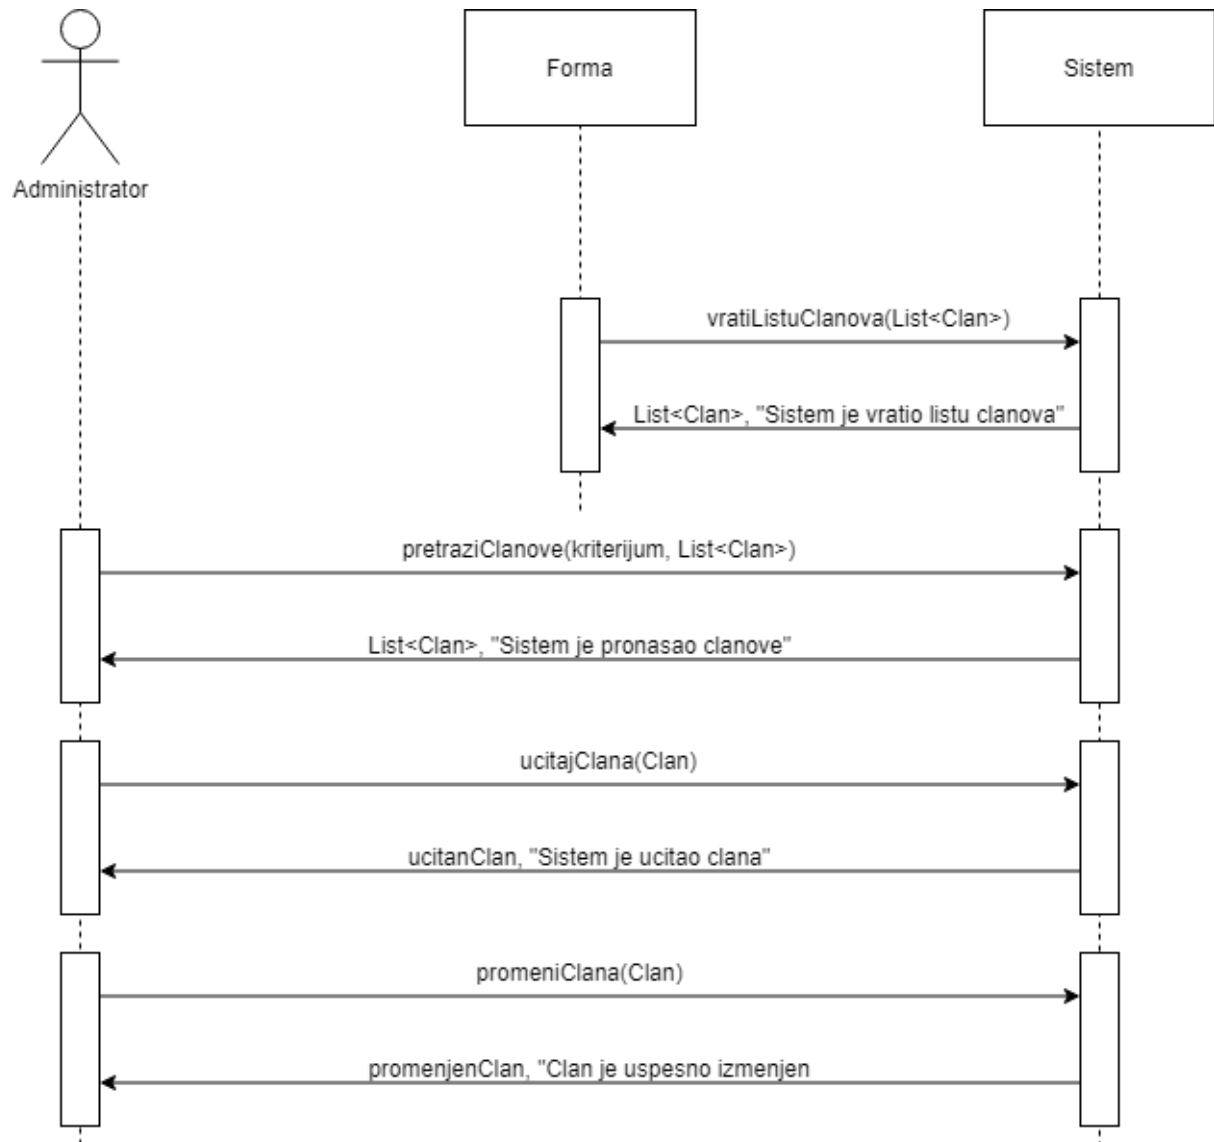 Forma
Sistem
Administrator
vratiListuClanova(List<Clan>)
List<Clan>, "Sistem je vratio listu clanova"
pretraziClanove(kriterijum, List<Clan>)
List<Clan>, "Sistem je pronasao clanove"
ucitajClana(Clan)
ucitanClan, "Sistem je ucitao clana"
promeniClana(Clan)
promenjenClan, "Clan je uspesno izmenjen